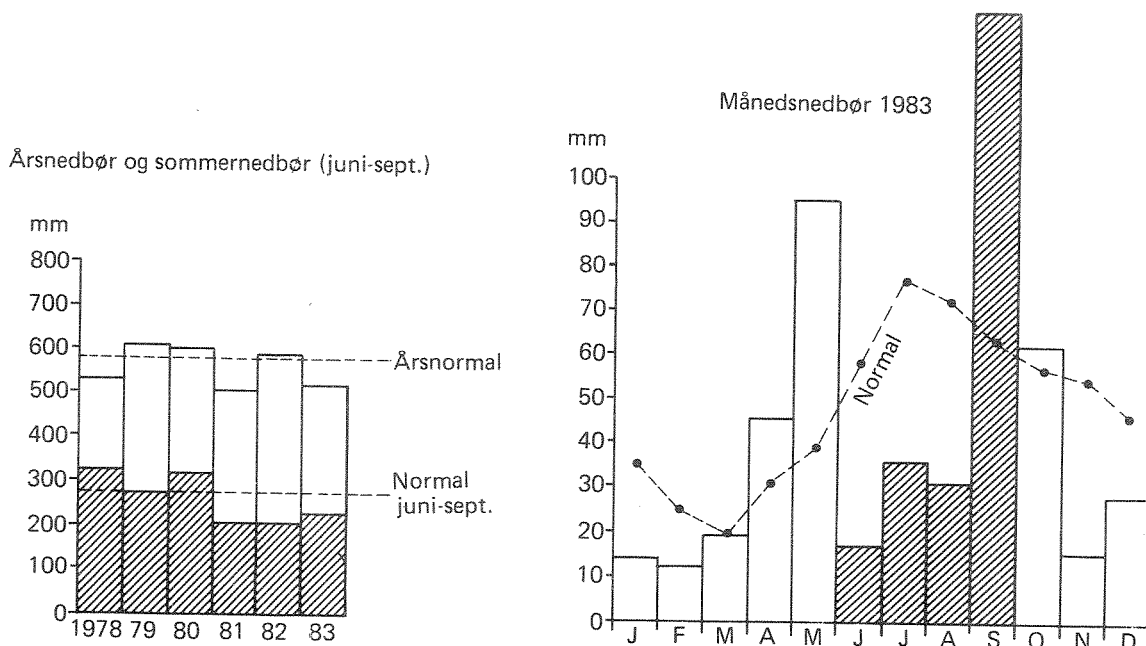 Årsnedbør og sommernedbør (juni-sept.)
mm
800
700
600
500
400
300
200
100
0
1978 79 80 81 82 83
Årsnormal
Normal
juni-sept.
Månedsnedbør 1983
mm
100
90
80
70
60
50
40
30
20
10
0
J F M A M J J A S O N D
Normal